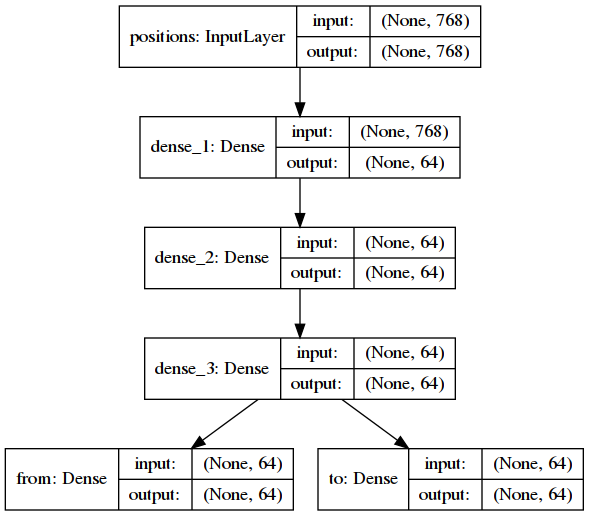 positions: InputLayer
input: (None, 768)
output: (None, 768)
dense_1: Dense
input: (None, 768)
output: (None, 64)
dense_2: Dense
input: (None, 64)
output: (None, 64)
dense_3: Dense
input: (None, 64)
output: (None, 64)
from: Dense
input: (None, 64)
output: (None, 64)
to: Dense
input: (None, 64)
output: (None, 64)